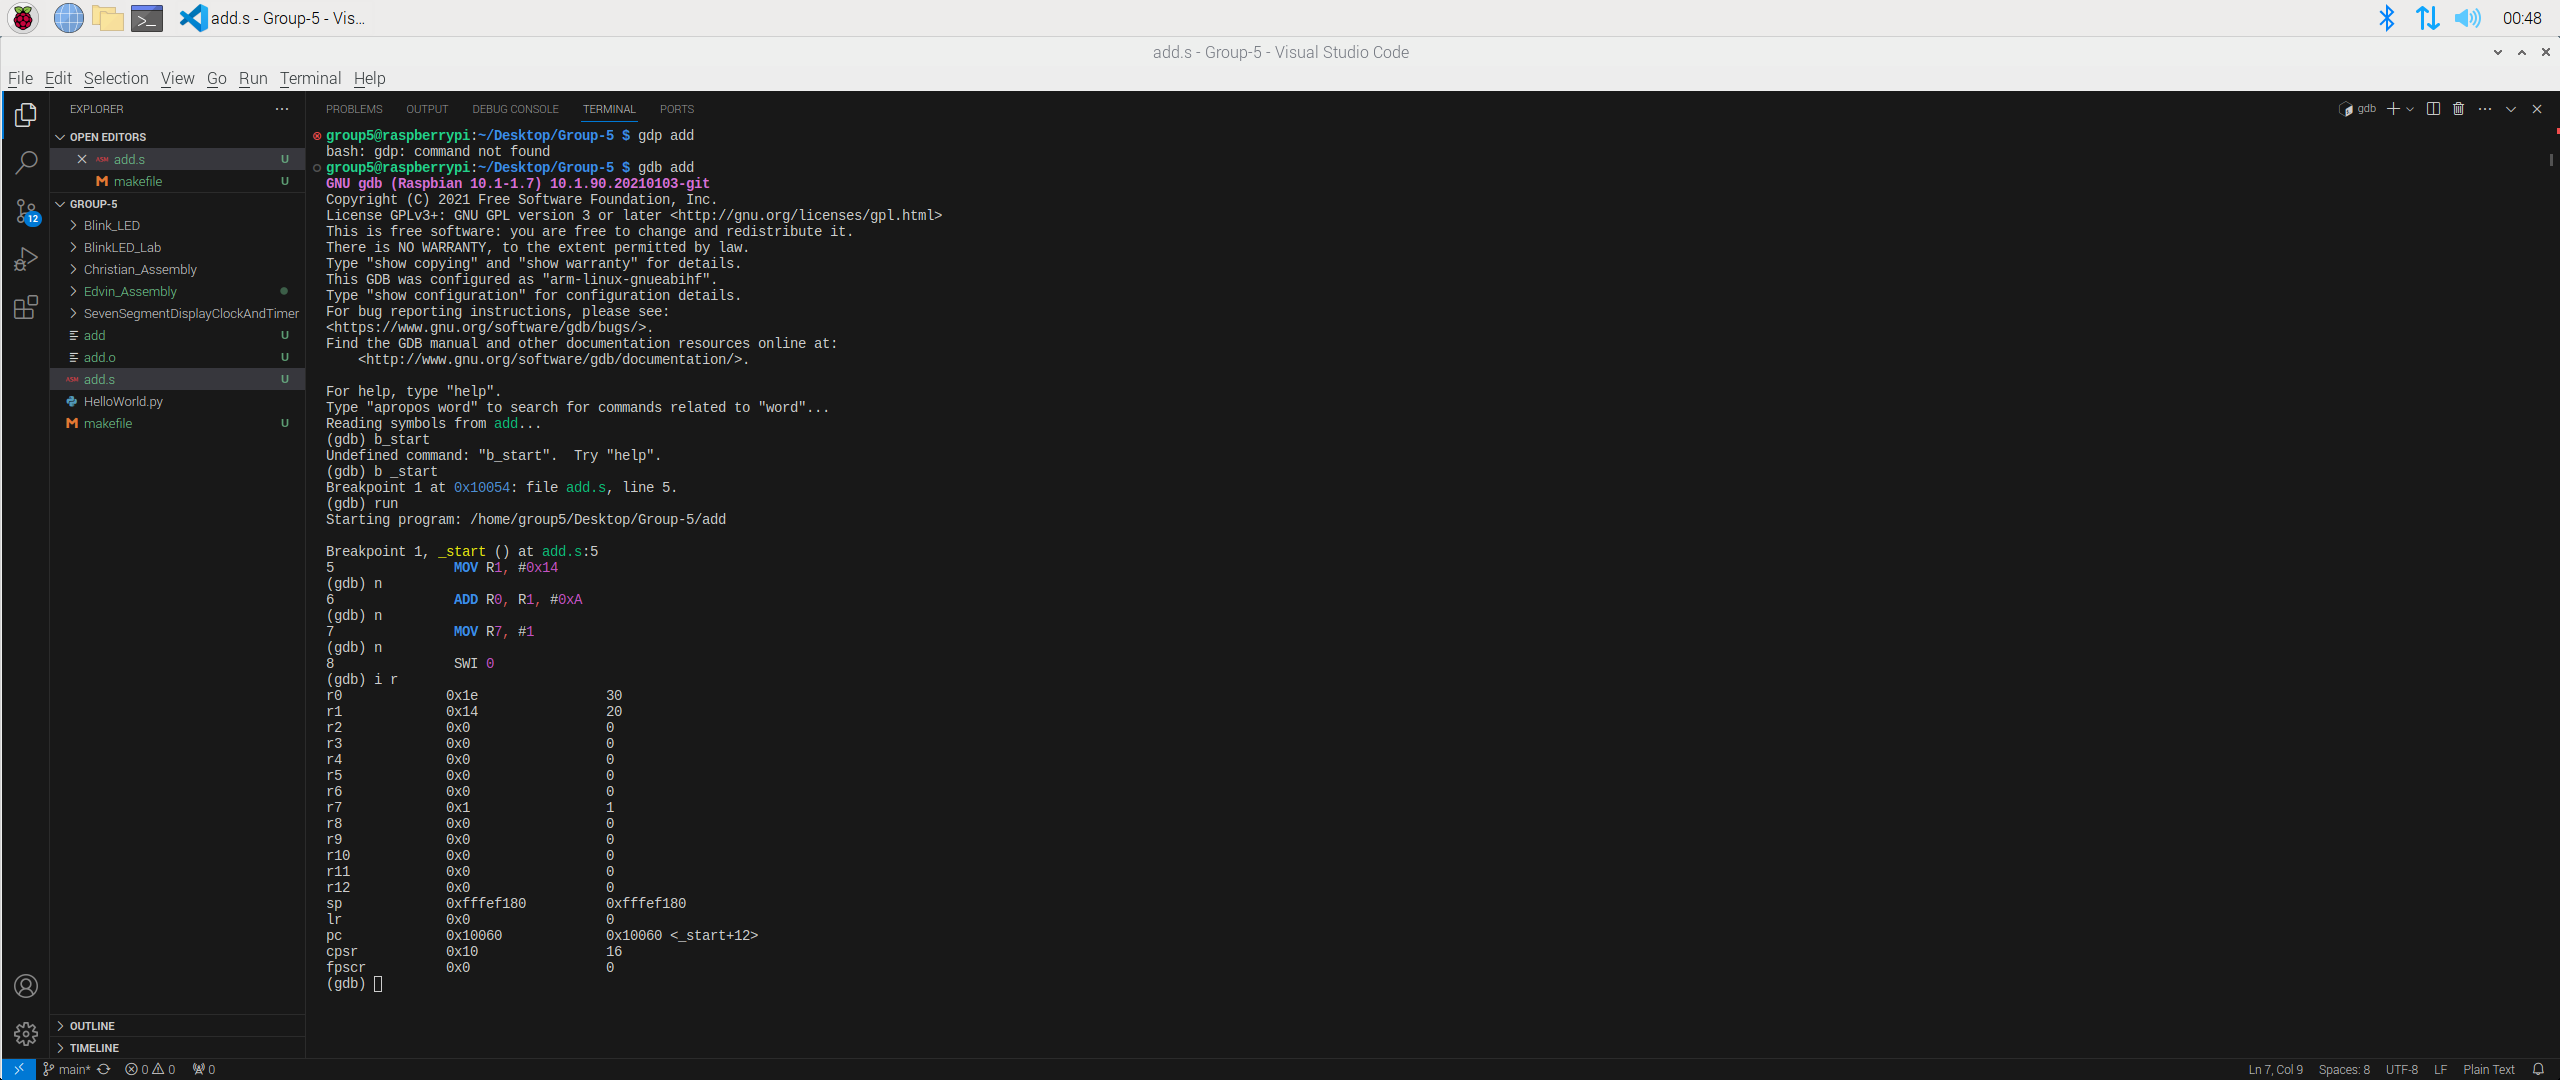 add.s - Group-5 - Vis...
00:48
add.s - Group-5 - Visual Studio Code
File Edit Selection View Go Run Terminal Help
EXPLORER
OPEN EDITORS
add.s U
makefile U
GROUP-5
Blink_LED
BlinkLED_Lab
Christian_Assembly
Edvin_Assembly
SevenSegmentDisplayClockAndTimer
add U
add.o U
ASM add.s U
HelloWorld.py
makefile U
12
OUTLINE
TIMELINE
PROBLEMS OUTPUT DEBUG CONSOLE TERMINAL PORTS
gdb
group5@raspberrypi:~/Desktop/Group-5 $ gdp add
bash: gdp: command not found
group5@raspberrypi:~/Desktop/Group-5 $ gdb add
GNU gdb (Raspbian 10.1-1.7) 10.1.90.20210103-git
Copyright (C) 2021 Free Software Foundation, Inc.
License GPLv3+: GNU GPL version 3 or later <http://gnu.org/licenses/gpl.html>
This is free software: you are free to change and redistribute it.
There is NO WARRANTY, to the extent permitted by law.
Type "show copying" and "show warranty" for details.
This GDB was configured as "arm-linux-gnueabihf".
Type "show configuration" for configuration details.
For bug reporting instructions, please see:
<https://www.gnu.org/software/gdb/bugs/>.
Find the GDB manual and other documentation resources online at:
<http://www.gnu.org/software/gdb/documentation/>.
For help, type "help".
Type "apropos word" to search for commands related to "word"...
Reading symbols from add...
(gdb) b_start
Undefined command: "b_start".  Try "help".
(gdb) b _start
Breakpoint 1 at 0x10054: file add.s, line 5.
(gdb) run
Starting program: /home/group5/Desktop/Group-5/add
Breakpoint 1, _start () at add.s:5
5 MOV R1, #0x14
(gdb) n
6 ADD R0, R1, #0xA
(gdb) n
7 MOV R7, #1
(gdb) n
8 SWI 0
(gdb) i r
r0 0x1e 30
r1 0x14 20
r2 0x0 0
r3 0x0 0
r4 0x0 0
r5 0x0 0
r6 0x0 0
r7 0x1 1
r8 0x0 0
r9 0x0 0
r10 0x0 0
r11 0x0 0
r12 0x0 0
sp 0xfffef180 0xfffef180
lr 0x0 0
pc 0x10060 0x10060 <_start+12>
cpsr 0x10 16
fpscr 0x0 0
(gdb)
main* 0 0 0
Ln 7, Col 9 Spaces: 8 UTF-8 LF Plain Text